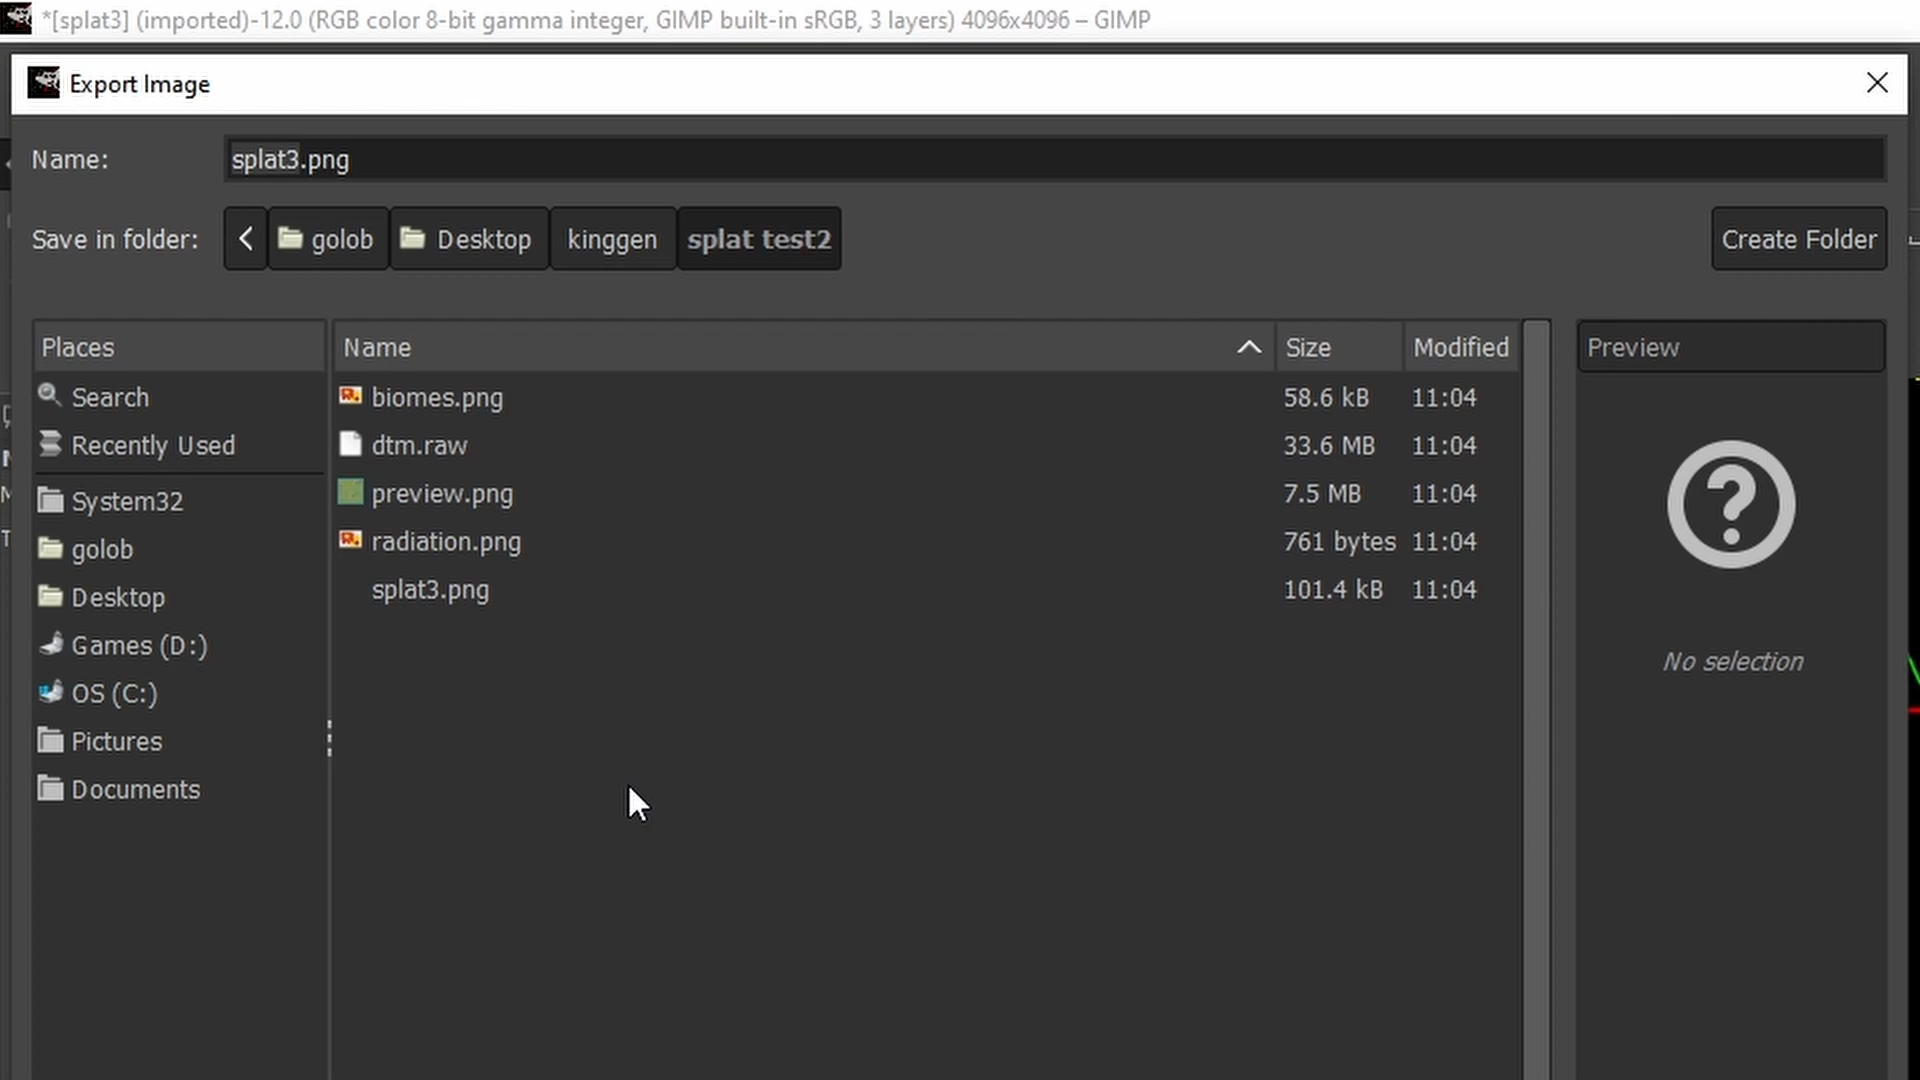 *[splat3] (imported)-12.0 (RGB color 8-bit gamma integer, GIMP built-in sRGB, 3 layers) 4096x4096 – GIMP
Export Image
Name: splat3.png
Save in folder: golob Desktop kinggen splat test2 Create Folder
Places Name Size Modified Preview
Search biomes.png 58.6 kB 11:04
Recently Used dtm.raw 33.6 MB 11:04
System32 preview.png 7.5 MB 11:04
golob radiation.png 761 bytes 11:04
Desktop splat3.png 101.4 kB 11:04
Games (D:)
No selection
OS (C:)
Pictures
Documents